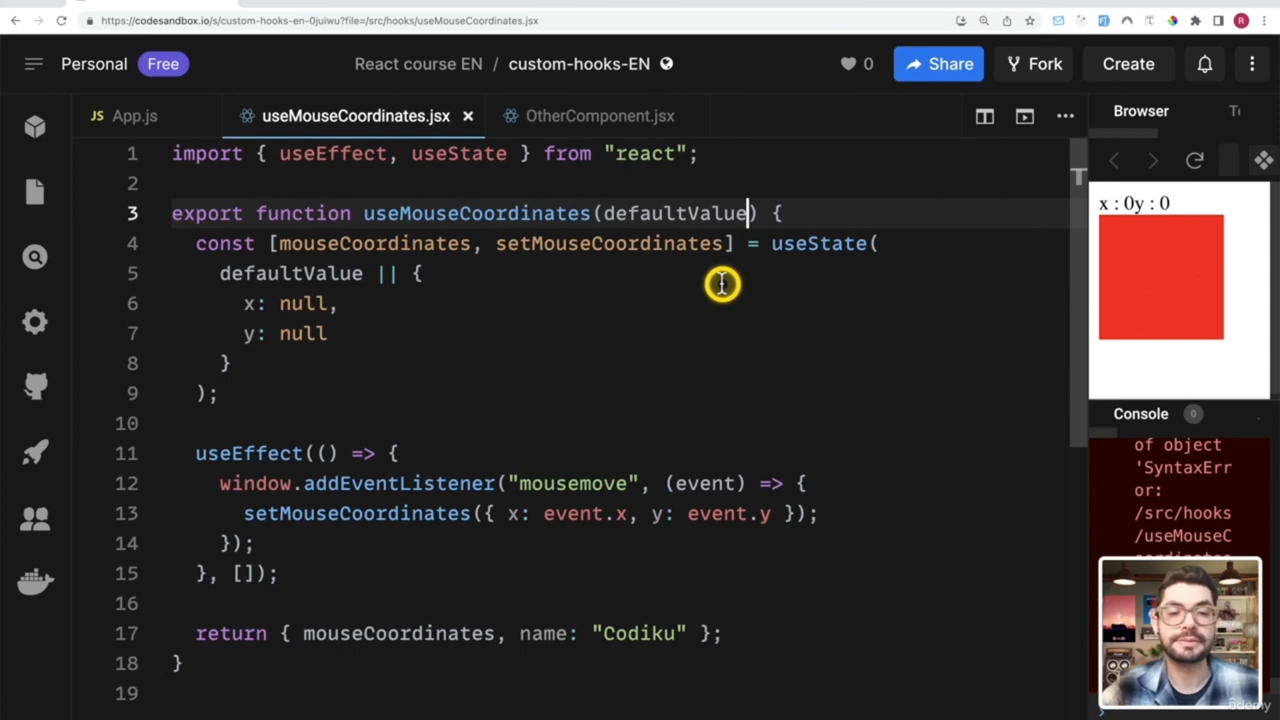 https://codesandbox.io/s/custom-hooks-en-0juiwu?file=/src/hooks/useMouseCoordinates.jsx
R
Personal Free React course EN / custom-hooks-EN 0 Share Fork Create
JS App.js useMouseCoordinates.jsx × OtherComponent.jsx Browser
1 import { useEffect, useState } from "react";
2
3 export function useMouseCoordinates(defaultValue) {
4 const [mouseCoordinates, setMouseCoordinates] = useState(
5 defaultValue || {
6 x: null,
7 y: null
8 }
9 );
10
11 useEffect(() => {
12 window.addEventListener("mousemove", (event) => {
13 setMouseCoordinates({ x: event.x, y: event.y });
14 });
15 }, []);
16
17 return { mouseCoordinates, name: "Codiku" };
18 }
19
x : 0y : 0
Console 0
of object
'SyntaxErr
or:
/src/hooks
/useMouseC
ûdemy